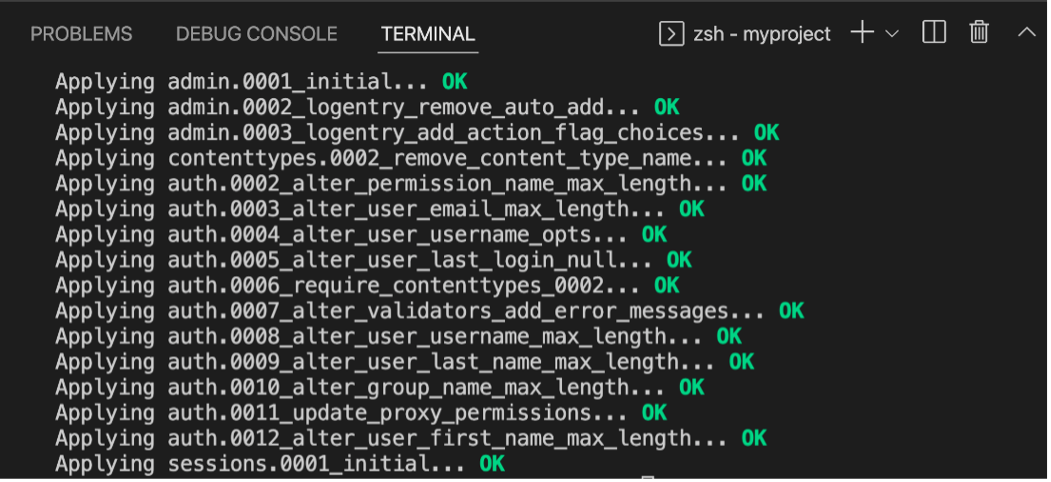 PROBLEMS DEBUG CONSOLE TERMINAL zsh - myproject
Applying admin.0001_initial... OK
Applying admin.0002_logentry_remove_auto_add... OK
Applying admin.0003_logentry_add_action_flag_choices... OK
Applying contenttypes.0002_remove_content_type_name... OK
Applying auth.0002_alter_permission_name_max_length... OK
Applying auth.0003_alter_user_email_max_length... OK
Applying auth.0004_alter_user_username_opts... OK
Applying auth.0005_alter_user_last_login_null... OK
Applying auth.0006_require_contenttypes_0002... OK
Applying auth.0007_alter_validators_add_error_messages... OK
Applying auth.0008_alter_user_username_max_length... OK
Applying auth.0009_alter_user_last_name_max_length... OK
Applying auth.0010_alter_group_name_max_length... OK
Applying auth.0011_update_proxy_permissions... OK
Applying auth.0012_alter_user_first_name_max_length... OK
Applying sessions.0001_initial... OK